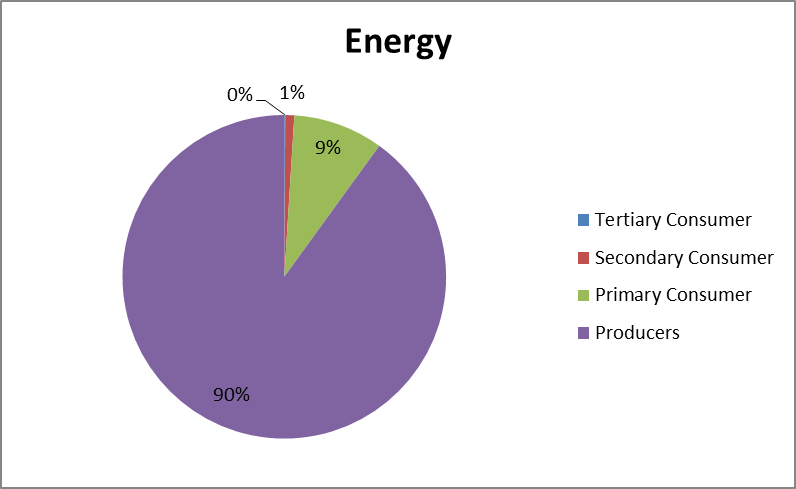 Energy
0%
1%
9%
90%
Tertiary Consumer
Secondary Consumer
Primary Consumer
Producers